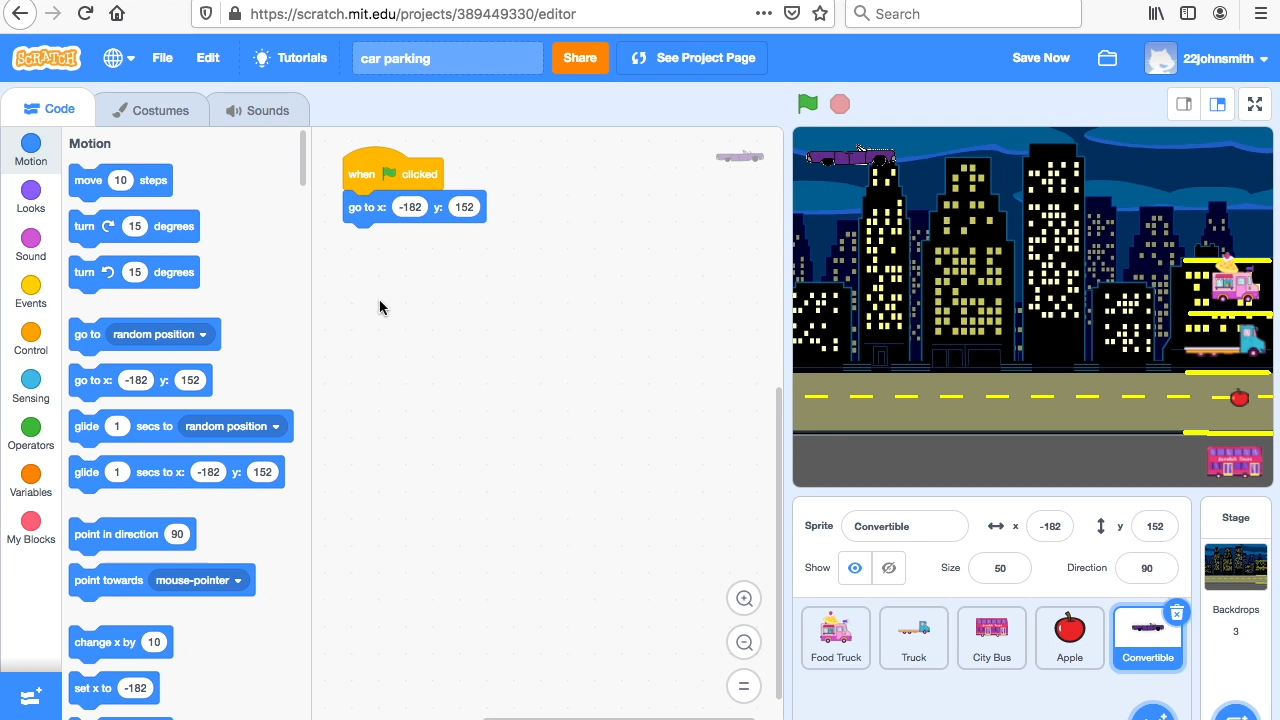 https://scratch.mit.edu/projects/389449330/editor
Search
SCRATCH
File
Edit
Tutorials
car parking
Share
See Project Page
Save Now
22johnsmith
Code
Costumes
Sounds
Motion
Looks
Sound
Events
Control
Sensing
Operators
Variables
My Blocks
Motion
move 10 steps
turn 15 degrees
turn 15 degrees
go to random position
go to x: -182 y: 152
glide 1 secs to random position
glide 1 secs to x: -182 y: 152
point in direction 90
point towards mouse-pointer
change x by 10
set x to -182
when clicked
go to x: -182 y: 152
Sprite Convertible x -182 y 152
Show Size 50 Direction 90
Food Truck
Truck
City Bus
Apple
Convertible
Stage
Backdrops
3